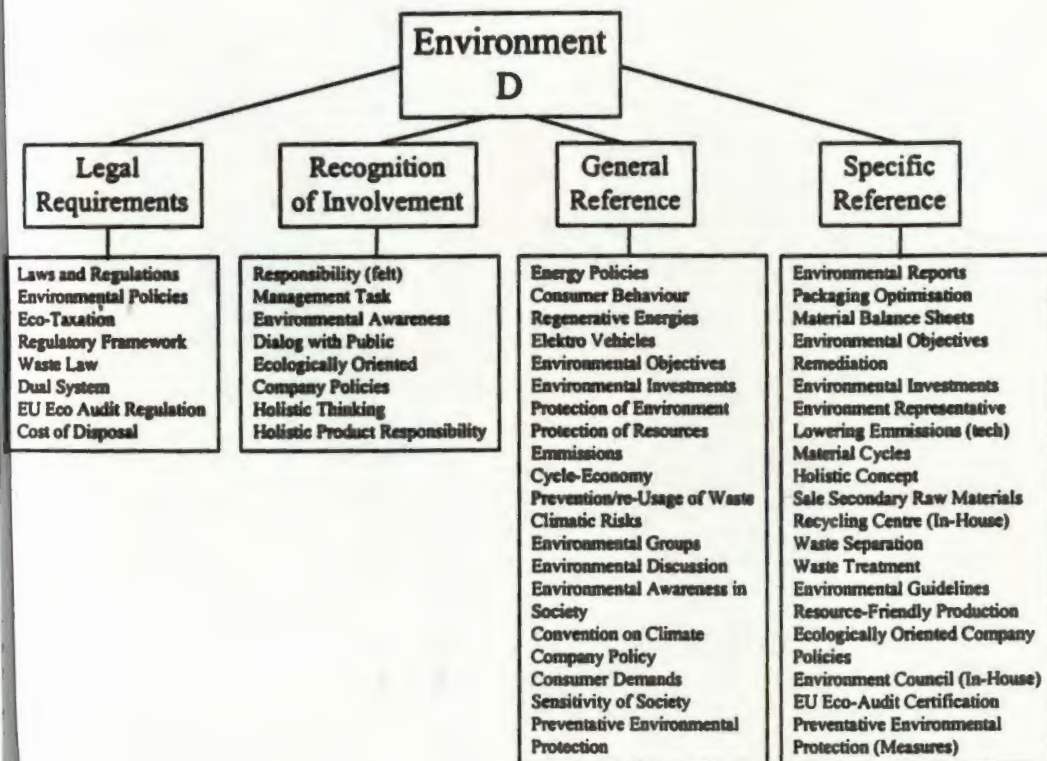 Environment
D
Legal
Requirements
Recognition
of Involvement
General
Reference
Specific
Reference
Laws and Regulations
Environmental Policies
Eco-Taxation
Regulatory Framework
Waste Law
Dual System
EU Eco Audit Regulation
Cost of Disposal
Responsibility (felt)
Management Task
Environmental Awareness
Dialog with Public
Ecologically Oriented
Company Policies
Holistic Thinking
Holistic Product Responsibility
Energy Policies
Consumer Behaviour
Regenerative Energies
Elektro Vehicles
Environmental Objectives
Environmental Investments
Protection of Environment
Protection of Resources
Emmissions
Cycle-Economy
Prevention/re-Usage of Waste
Climatic Risks
Environmental Groups
Environmental Discussion
Environmental Awareness in
Society
Convention on Climate
Company Policy
Consumer Demands
Sensitivity of Society
Preventative Environmental
Protection
Environmental Reports
Packaging Optimisation
Material Balance Sheets
Environmental Objectives
Remediation
Environmental Investments
Environment Representative
Lowering Emmissions (tech)
Material Cycles
Holistic Concept
Sale Secondary Raw Materials
Recycling Centre (In-House)
Waste Separation
Waste Treatment
Environmental Guidelines
Resource-Friendly Production
Ecologically Oriented Company
Policies
Environment Council (In-House)
EU Eco-Audit Certification
Preventative Environmental
Protection (Measures)